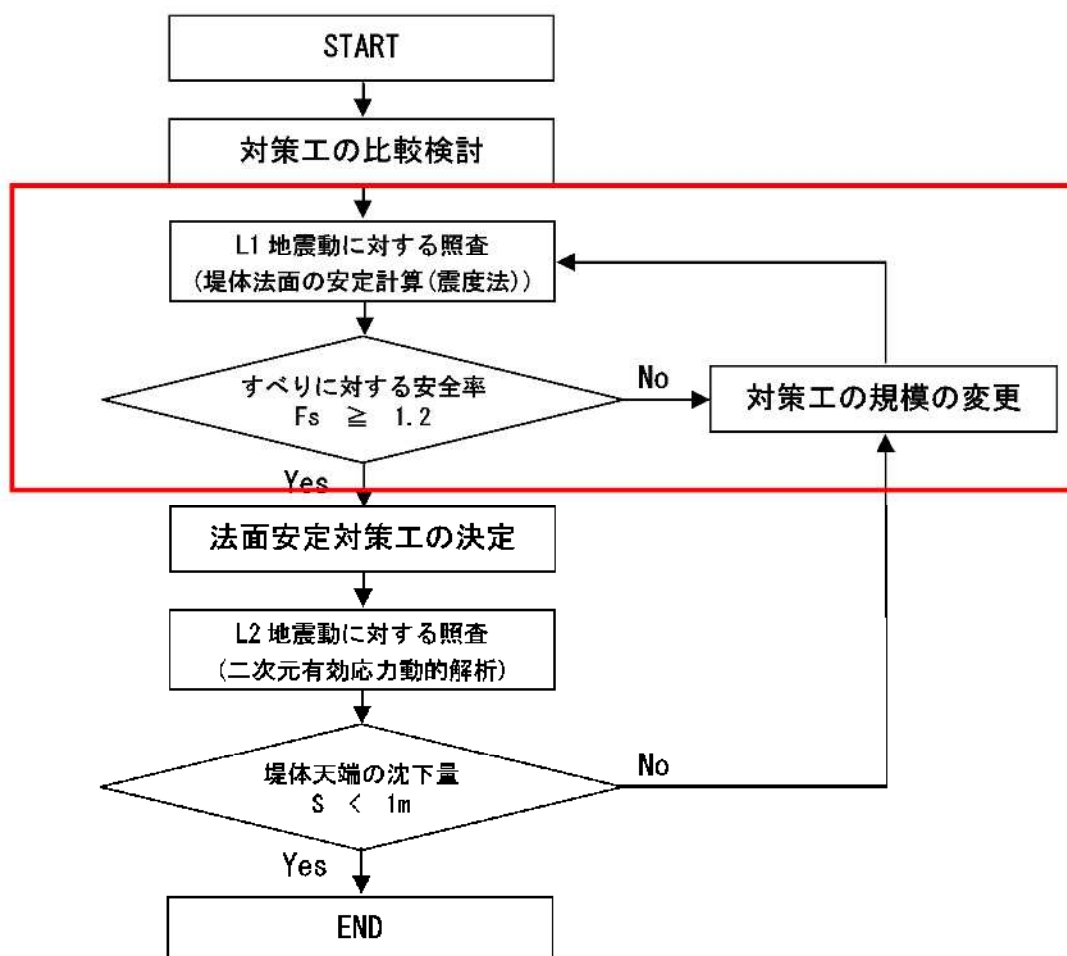 START
対策工の比較検討
L1 地震動に対する照査
(堤体法面の安定計算(震度法))
すべりに対する安全率
Fs ≧ 1.2
No
対策工の規模の変更
Yes
法面安定対策工の決定
L2 地震動に対する照査
(二次元有効応力動的解析)
堤体天端の沈下量
S < 1m
No
Yes
END